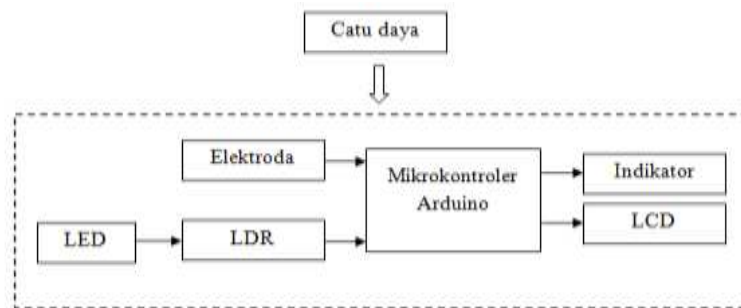 Catu daya
Elektroda
Mikrokontroler
Arduino
Indikator
LED
LDR
LCD